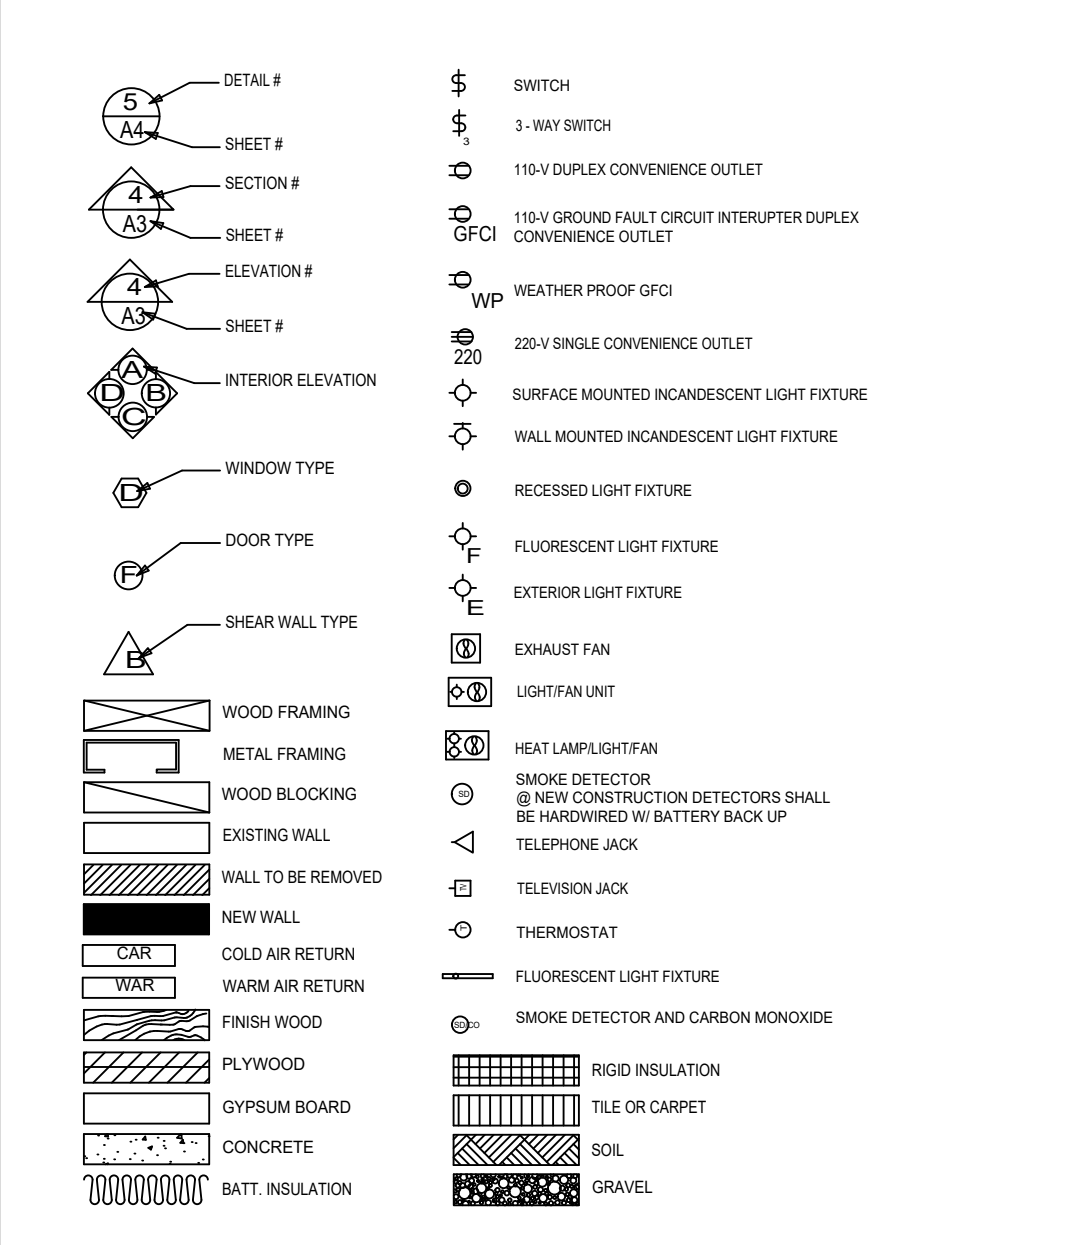 5
DETAIL #
A4
SHEET #
4
SECTION #
A3
SHEET #
4
ELEVATION #
A3
SHEET #
A
D B
C
INTERIOR ELEVATION
D
WINDOW TYPE
F
DOOR TYPE
B
SHEAR WALL TYPE
WOOD FRAMING
METAL FRAMING
WOOD BLOCKING
EXISTING WALL
WALL TO BE REMOVED
NEW WALL
CAR COLD AIR RETURN
WAR WARM AIR RETURN
FINISH WOOD
PLYWOOD
GYPSUM BOARD
CONCRETE
BATT. INSULATION
$ SWITCH
$3 3 - WAY SWITCH
110-V DUPLEX CONVENIENCE OUTLET
GFCI
110-V GROUND FAULT CIRCUIT INTERUPTER DUPLEX
CONVENIENCE OUTLET
WP WEATHER PROOF GFCI
220 220-V SINGLE CONVENIENCE OUTLET
SURFACE MOUNTED INCANDESCENT LIGHT FIXTURE
WALL MOUNTED INCANDESCENT LIGHT FIXTURE
RECESSED LIGHT FIXTURE
F FLUORESCENT LIGHT FIXTURE
E EXTERIOR LIGHT FIXTURE
EXHAUST FAN
LIGHT/FAN UNIT
HEAT LAMP/LIGHT/FAN
SD
SMOKE DETECTOR
@ NEW CONSTRUCTION DETECTORS SHALL
BE HARDWIRED W/ BATTERY BACK UP
TELEPHONE JACK
TV TELEVISION JACK
T THERMOSTAT
FLUORESCENT LIGHT FIXTURE
SD/CO SMOKE DETECTOR AND CARBON MONOXIDE
RIGID INSULATION
TILE OR CARPET
SOIL
GRAVEL